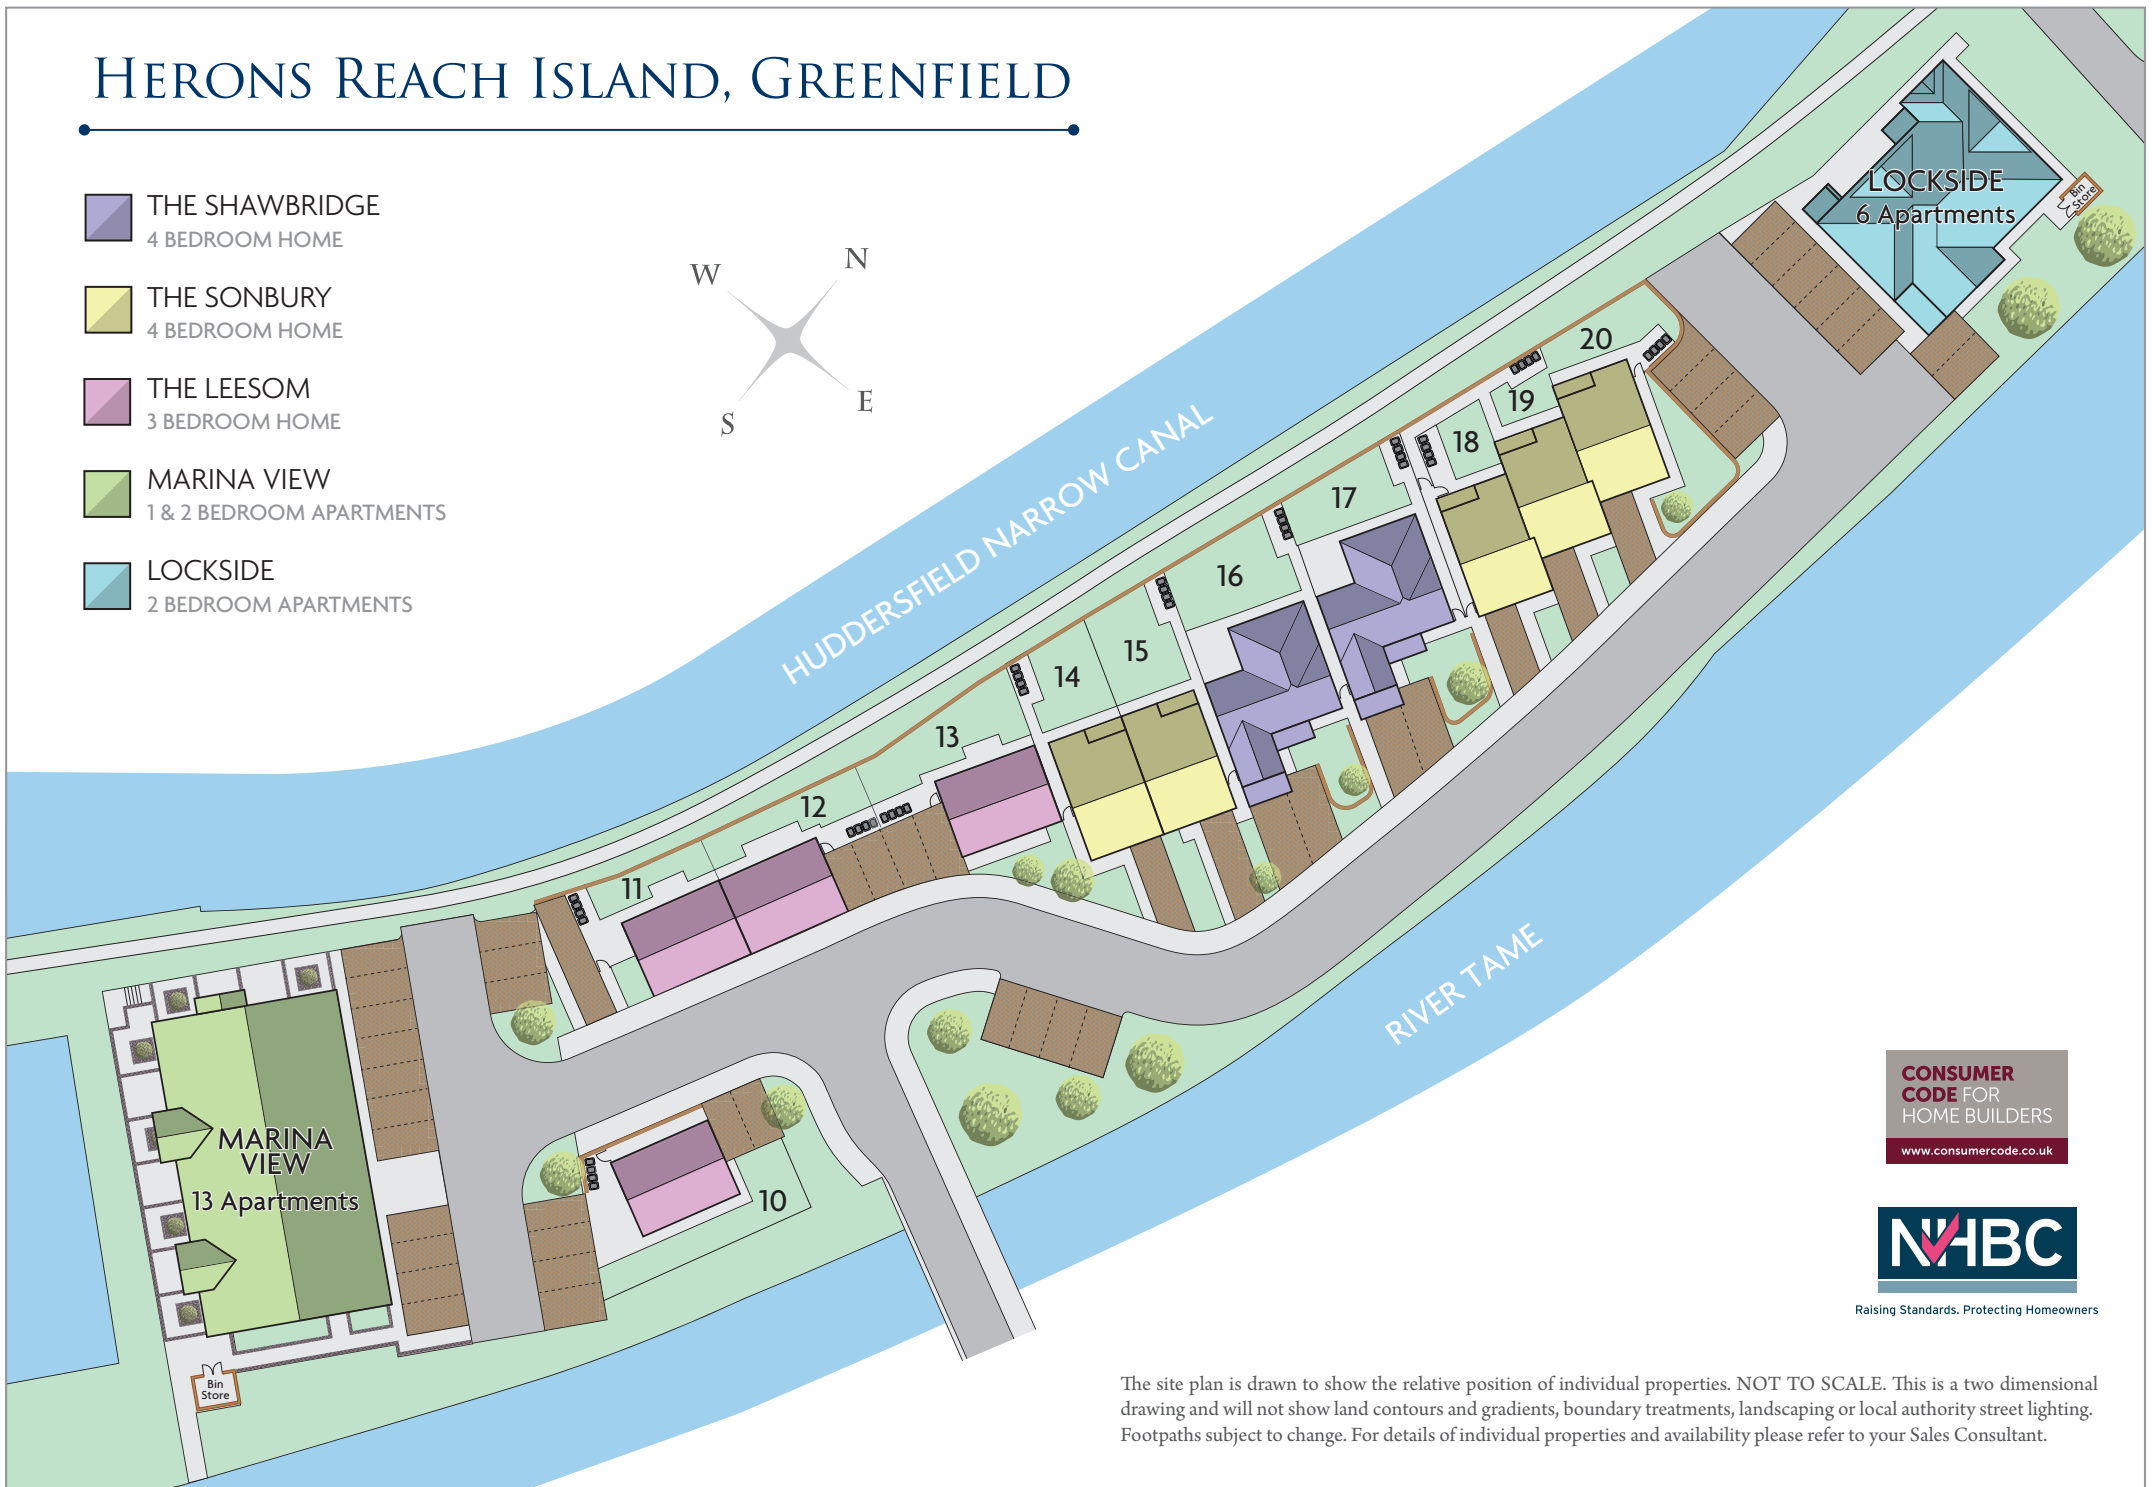 HERONS REACH ISLAND, GREENFIELD
THE SHAWBRIDGE
4 BEDROOM HOME
THE SONBURY
4 BEDROOM HOME
THE LEESOM
3 BEDROOM HOME
MARINA VIEW
1 & 2 BEDROOM APARTMENTS
LOCKSIDE
2 BEDROOM APARTMENTS
N
W
E
S
LOCKSIDE
6 Apartments
Bin
Store
HUDDERSFIELD NARROW CANAL
20
19
18
17
16
15
14
13
12
11
10
RIVER TAME
MARINA
VIEW
13 Apartments
Bin
Store
CONSUMER
CODE FOR
HOME BUILDERS
www.consumercode.co.uk
NHBC
Raising Standards. Protecting Homeowners
The site plan is drawn to show the relative position of individual properties. NOT TO SCALE. This is a two dimensional
drawing and will not show land contours and gradients, boundary treatments, landscaping or local authority street lighting.
Footpaths subject to change. For details of individual properties and availability please refer to your Sales Consultant.